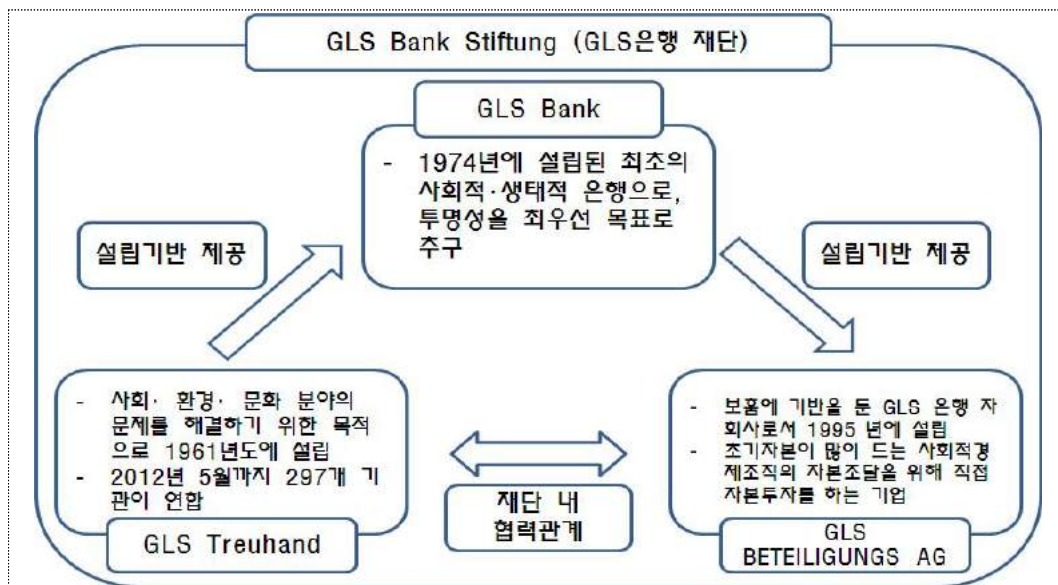 GLS Bank Stiftung (GLS은행 재단)
GLS Bank
- 1974년에 설립된 최초의
사회적·생태적 은행으로,
투명성을 최우선 목표로
추구
설립기반 제공
설립기반 제공
- 사회· 환경· 문화 분야의
문제를 해결하기 위한 목적
으로 1961년도에 설립
- 2012년 5월까지 297개 기
관이 연합
GLS Treuhand
재단 내
협력관계
- 보훔에 기반을 둔 GLS 은행 자
회사로서 1995 년에 설립
- 초기자본이 많이 드는 사회적경
제조직의 자본조달을 위해 직접
자본투자를 하는 기업
GLS
BETEILIGUNGS AG